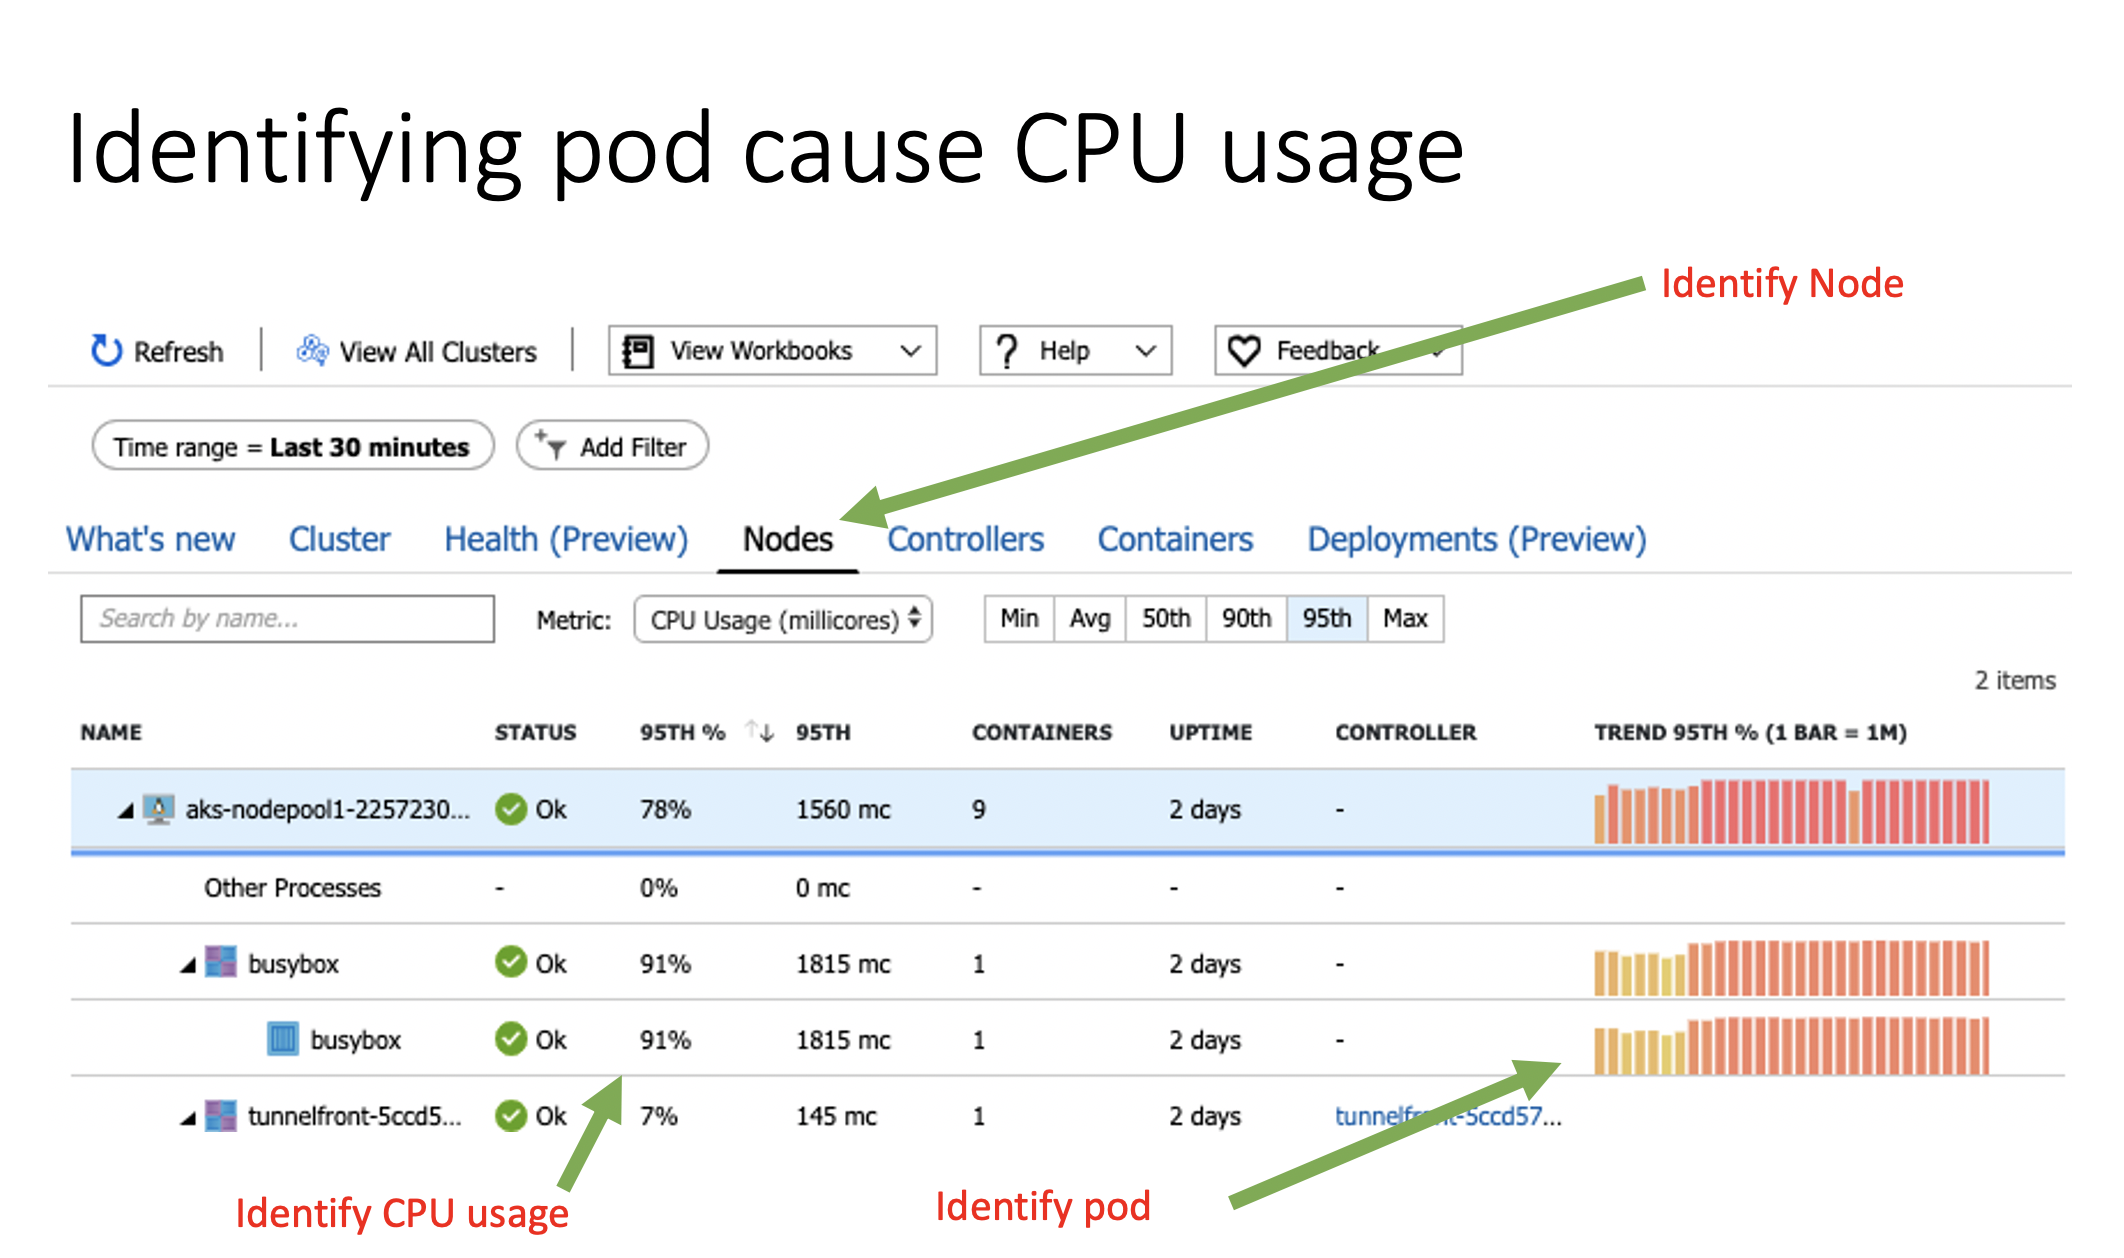 Identifying pod cause CPU usage
Identify Node
Refresh View All Clusters View Workbooks Help Feedback
Time range = Last 30 minutes Add Filter
What's new Cluster Health (Preview) Nodes Controllers Containers Deployments (Preview)
Search by name... Metric: CPU Usage (millicores) Min Avg 50th 90th 95th Max
2 items
NAME STATUS 95TH % 95TH CONTAINERS UPTIME CONTROLLER TREND 95TH % (1 BAR = 1M)
aks-nodepool1-2257230... Ok 78% 1560 mc 9 2 days -
Other Processes - 0% 0 mc - - -
busybox Ok 91% 1815 mc 1 2 days -
busybox Ok 91% 1815 mc 1 2 days -
tunnelfront-5ccd5... Ok 7% 145 mc 1 2 days tunnelfront-5ccd57...
Identify CPU usage
Identify pod